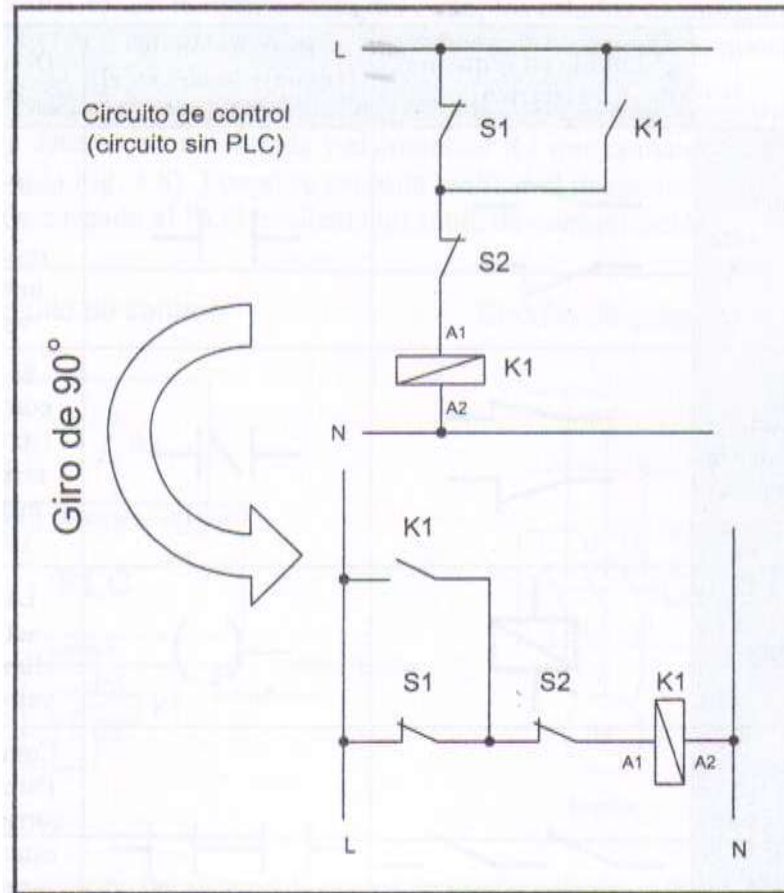 L
Circuito de control
(circuito sin PLC)
S1
K1
S2
A1
K1
A2
N
Giro de 90°
K1
S1
S2
K1
A1
A2
L
N